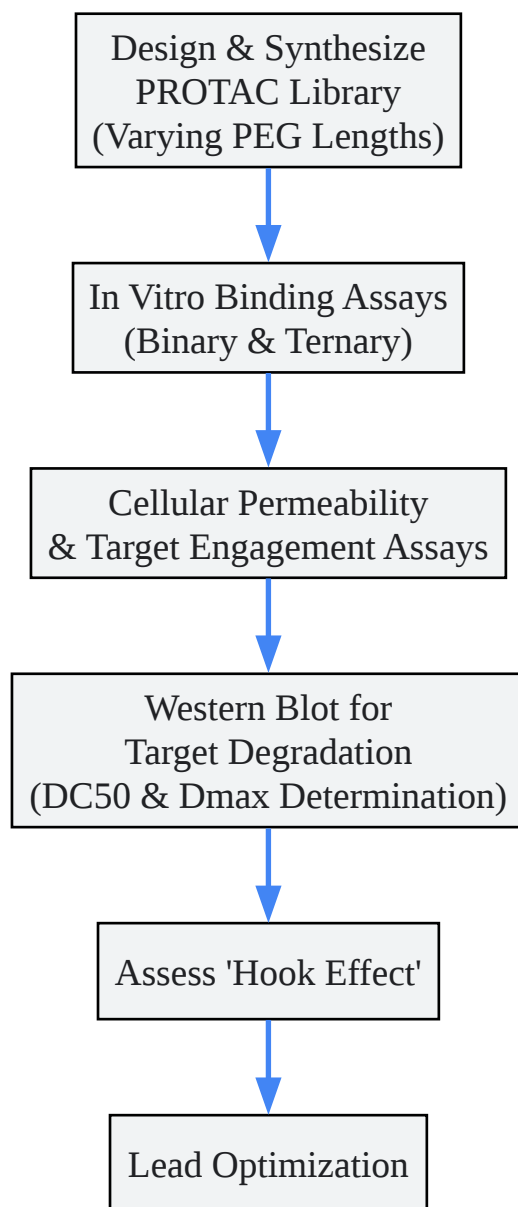 Design & Synthesize
PROTAC Library
(Varying PEG Lengths)
In Vitro Binding Assays
(Binary & Ternary)
Cellular Permeability
& Target Engagement Assays
Western Blot for
Target Degradation
(DC50 & Dmax Determination)
Assess 'Hook Effect'
Lead Optimization